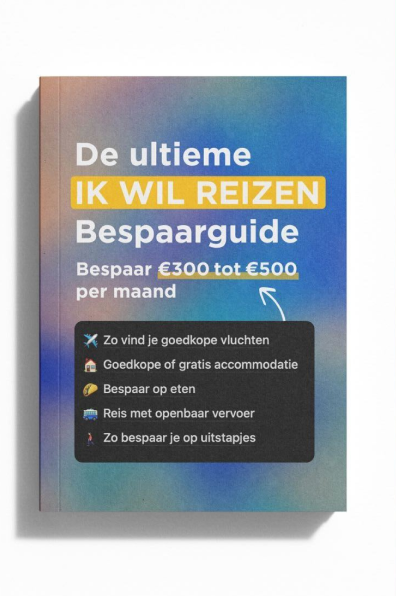 De ultieme
IK WIL REIZEN
Bespaarguide
Bespaar €300 tot €500
per maand
✈️ Zo vind je goedkope vluchten
🏠 Goedkope of gratis accommodatie
🌮 Bespaar op eten
🚌 Reis met openbaar vervoer
🚶 Zo bespaar je op uitstapjes